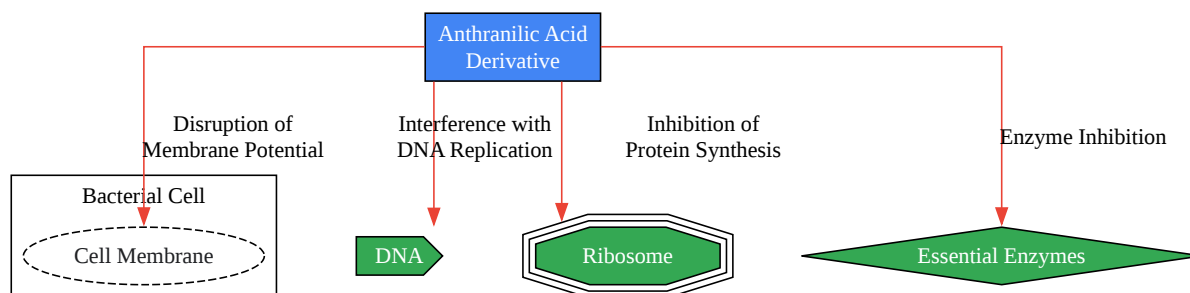 Anthranilic Acid
Derivative
Disruption of
Membrane Potential
Interference with
DNA Replication
Inhibition of
Protein Synthesis
Enzyme Inhibition
Bacterial Cell
Cell Membrane
DNA
Ribosome
Essential Enzymes